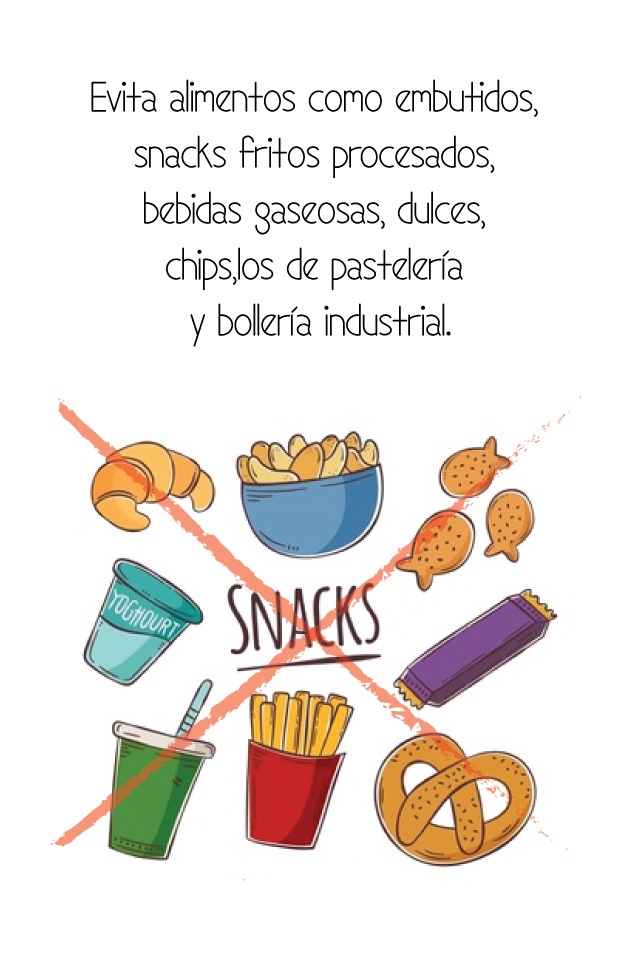 Evita alimentos como embutidos,
snacks fritos procesados,
bebidas gaseosas, dulces,
chips,los de pastelería
y bollería industrial.
YOGHOURT
SNACKS